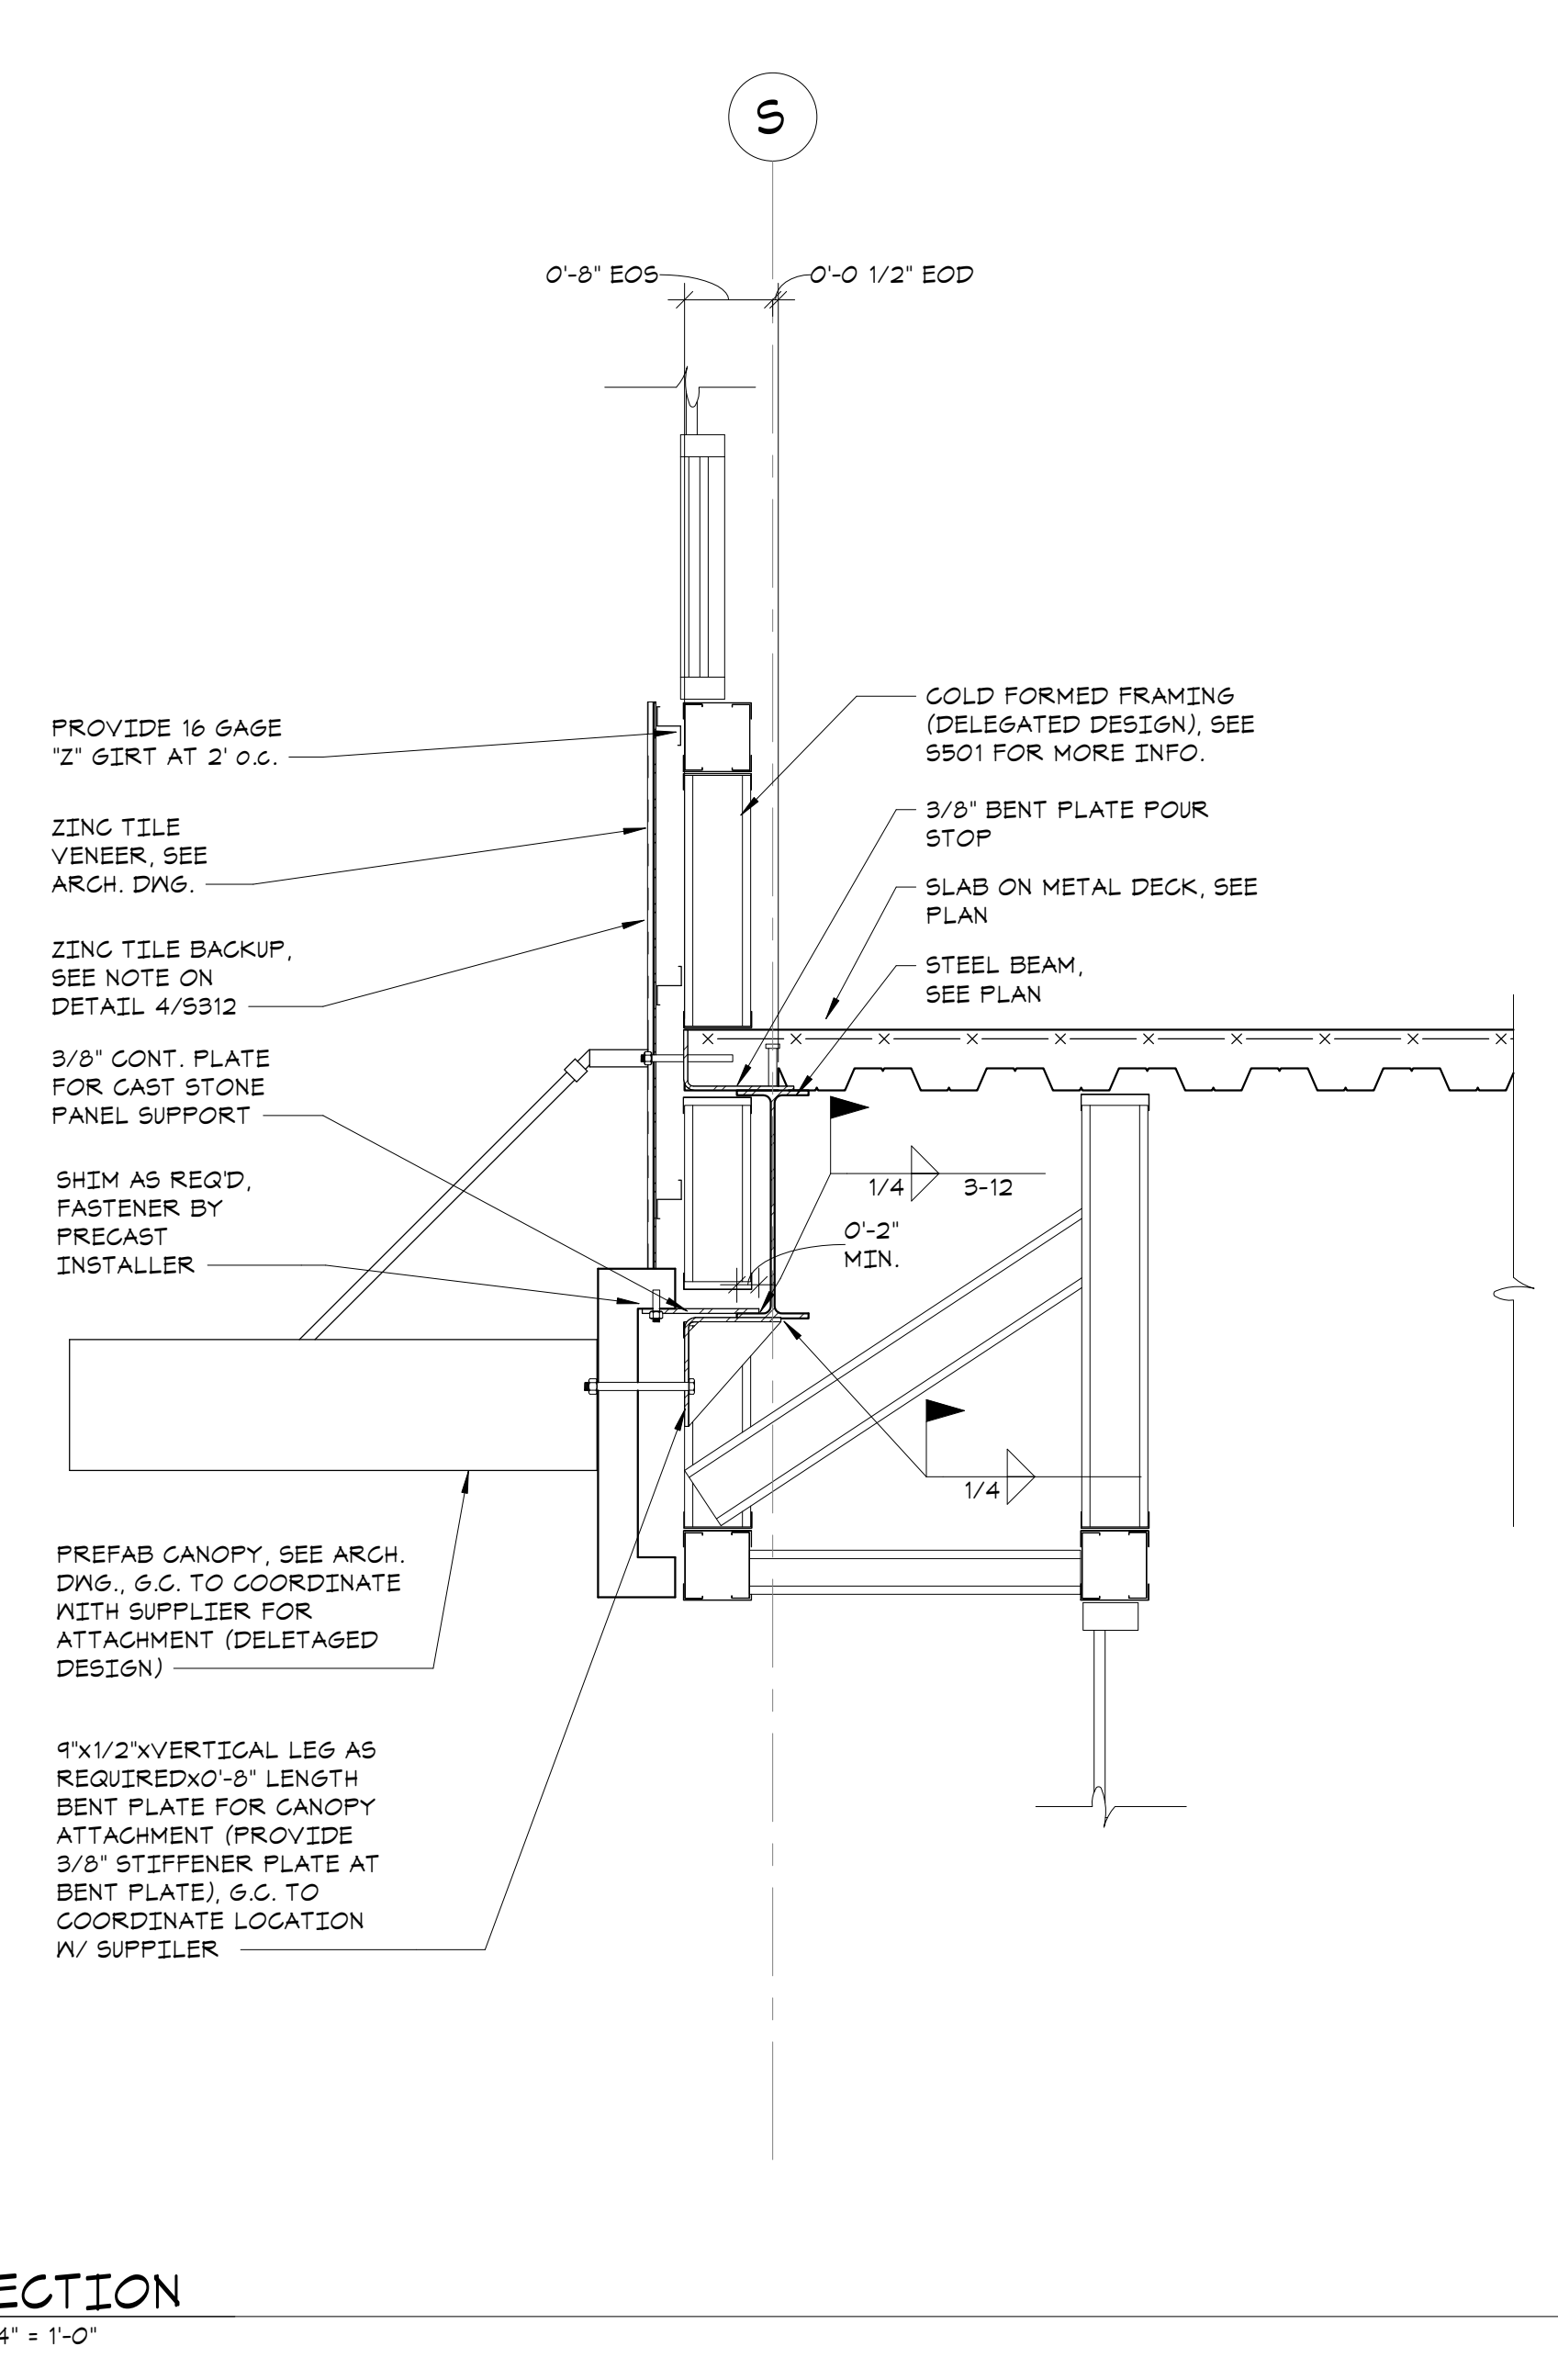 S
0'-8" EOS
0'-0 1/2" EOD
PROVIDE 16 GAGE
"Z" GIRT AT 2' O.C.
ZINC TILE
VENEER, SEE
ARCH. DWG.
ZINC TILE BACKUP,
SEE NOTE ON
DETAIL 4/S312
3/8" CONT. PLATE
FOR CAST STONE
PANEL SUPPORT
SHIM AS REQ'D,
FASTENER BY
PRECAST
INSTALLER
COLD FORMED FRAMING
(DELEGATED DESIGN), SEE
S501 FOR MORE INFO.
3/8" BENT PLATE POUR
STOP
SLAB ON METAL DECK, SEE
PLAN
STEEL BEAM,
SEE PLAN
1/4
3-12
0'-2"
MIN.
1/4
PREFAB CANOPY, SEE ARCH.
DWG., G.C. TO COORDINATE
WITH SUPPLIER FOR
ATTACHMENT (DELETAGED
DESIGN)
9"x1/2"xVERTICAL LEG AS
REQUIREDx0'-8" LENGTH
BENT PLATE FOR CANOPY
ATTACHMENT (PROVIDE
3/8" STIFFENER PLATE AT
BENT PLATE), G.C. TO
COORDINATE LOCATION
W/ SUPPILER
ECTION
4" = 1'-0"